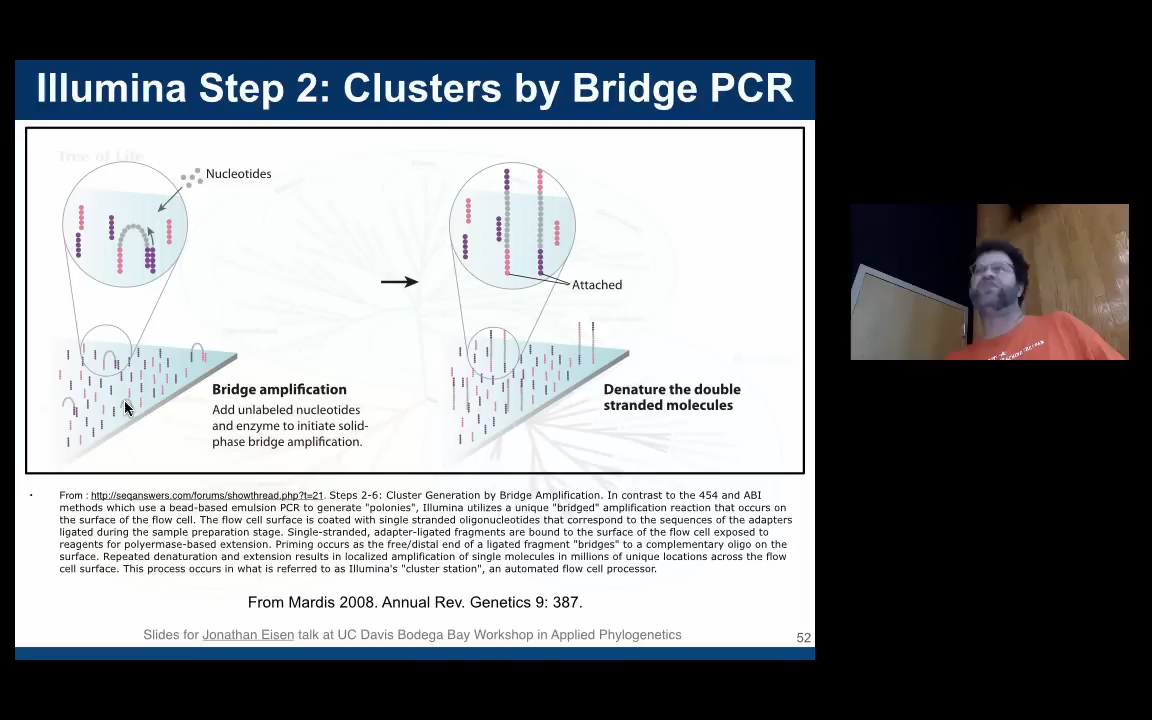 Illumina Step 2: Clusters by Bridge PCR
Tree of Life
Nucleotides
Attached
Bridge amplification
Add unlabeled nucleotides
and enzyme to initiate solid-
phase bridge amplification.
Denature the double
stranded molecules
• From : http://seqanswers.com/forums/showthread.php?t=21. Steps 2-6: Cluster Generation by Bridge Amplification. In contrast to the 454 and ABI
methods which use a bead-based emulsion PCR to generate "polonies", Illumina utilizes a unique "bridged" amplification reaction that occurs on
the surface of the flow cell. The flow cell surface is coated with single stranded oligonucleotides that correspond to the sequences of the adapters
ligated during the sample preparation stage. Single-stranded, adapter-ligated fragments are bound to the surface of the flow cell exposed to
reagents for polyermase-based extension. Priming occurs as the free/distal end of a ligated fragment "bridges" to a complementary oligo on the
surface. Repeated denaturation and extension results in localized amplification of single molecules in millions of unique locations across the flow
cell surface. This process occurs in what is referred to as Illumina's "cluster station", an automated flow cell processor.
From Mardis 2008. Annual Rev. Genetics 9: 387.
Slides for Jonathan Eisen talk at UC Davis Bodega Bay Workshop in Applied Phylogenetics
52